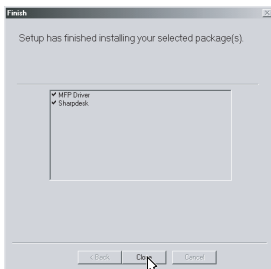 Finish
Setup has finished installing your selected package(s).
MFP Driver
Sharpdesk
< Back
Close
Cancel